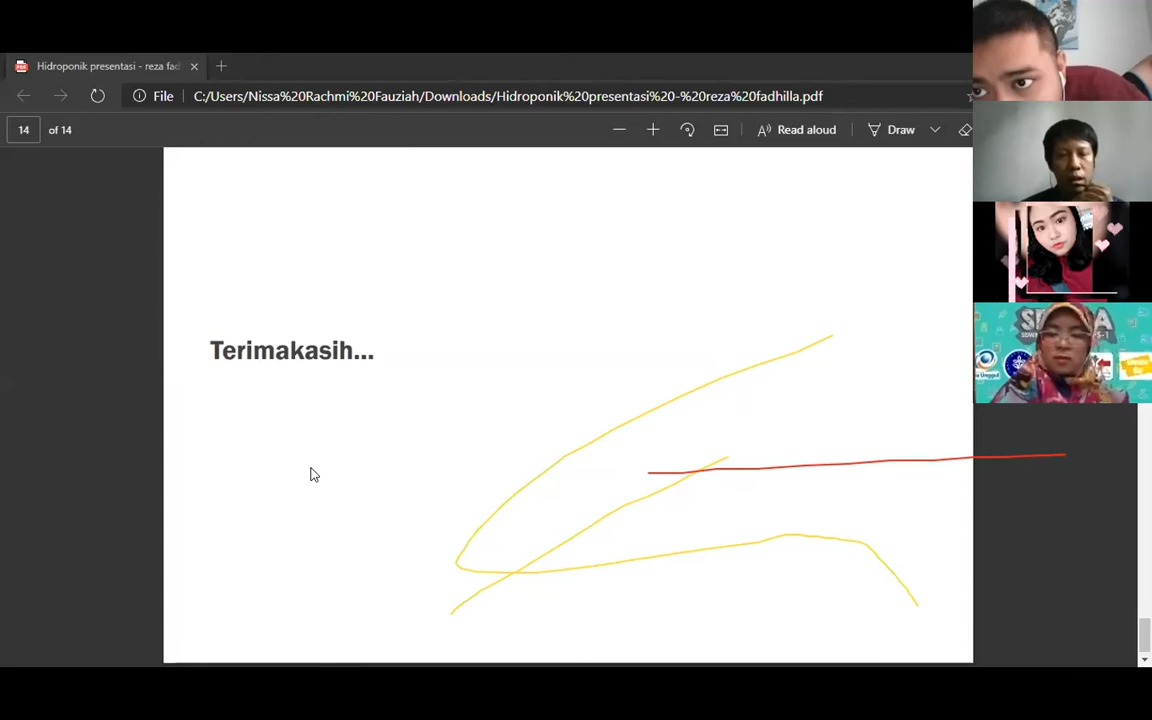 Hidroponik presentasi - reza fad
File
C:/Users/Nissa%20Rachmi%20Fauziah/Downloads/Hidroponik%20presentasi%20-%20reza%20fadhilla.pdf
14
of 14
Read aloud
Draw
Terimakasih...